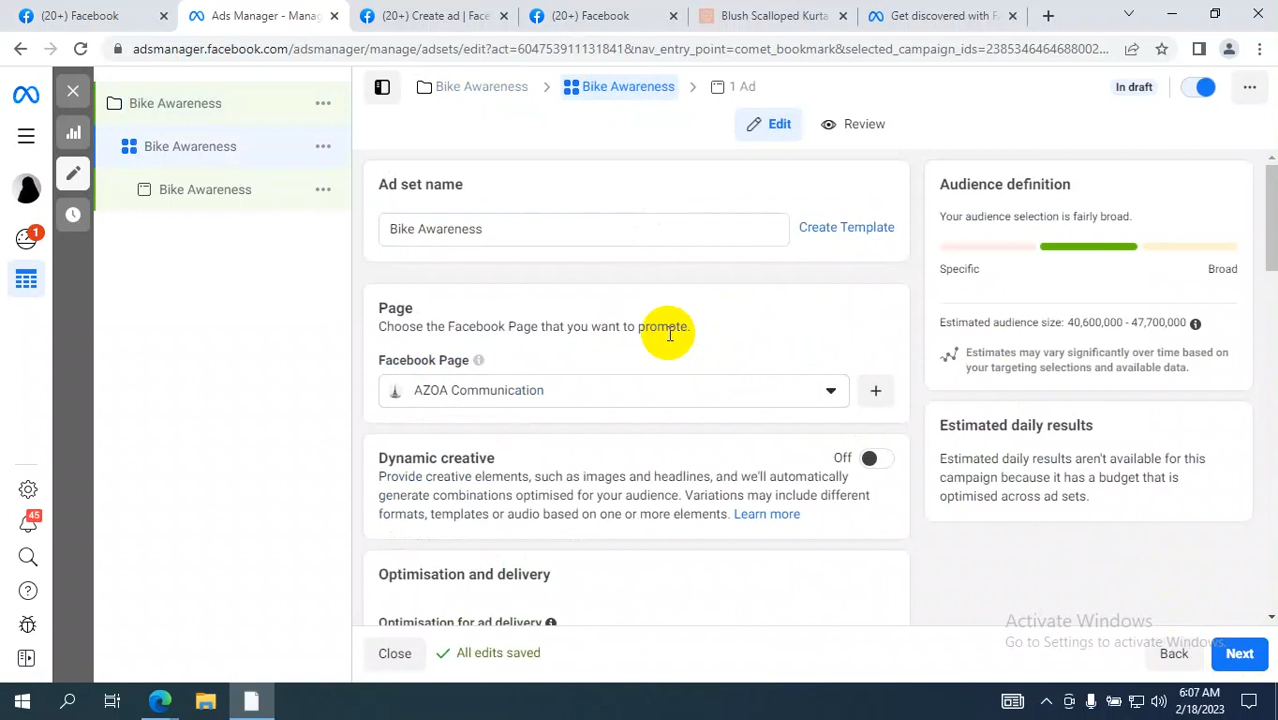 (20+) Facebook
Ads Manager - Manag
(20+) Create ad | Face
(20+) Facebook
Blush Scalloped Kurta
Get discovered with FA
adsmanager.facebook.com/adsmanager/manage/adsets/edit?act=604753911131841&nav_entry_point=comet_bookmark&selected_campaign_ids=2385346464688002...
Bike Awareness
Bike Awareness
Bike Awareness
Bike Awareness
Bike Awareness
1 Ad
In draft
Edit
Review
Ad set name
Bike Awareness
Create Template
Page
Choose the Facebook Page that you want to promote.
Facebook Page
AZOA Communication
Dynamic creative
Off
Provide creative elements, such as images and headlines, and we'll automatically
generate combinations optimised for your audience. Variations may include different
formats, templates or audio based on one or more elements. Learn more
Optimisation and delivery
Optimisation for ad delivery
Audience definition
Your audience selection is fairly broad.
Specific
Broad
Estimated audience size: 40,600,000 - 47,700,000
Estimates may vary significantly over time based on
your targeting selections and available data.
Estimated daily results
Estimated daily results aren't available for this
campaign because it has a budget that is
optimised across ad sets.
1
45
Activate Windows
Go to Settings to activate Windows.
Close
All edits saved
Back
Next
6:07 AM
2/18/2023